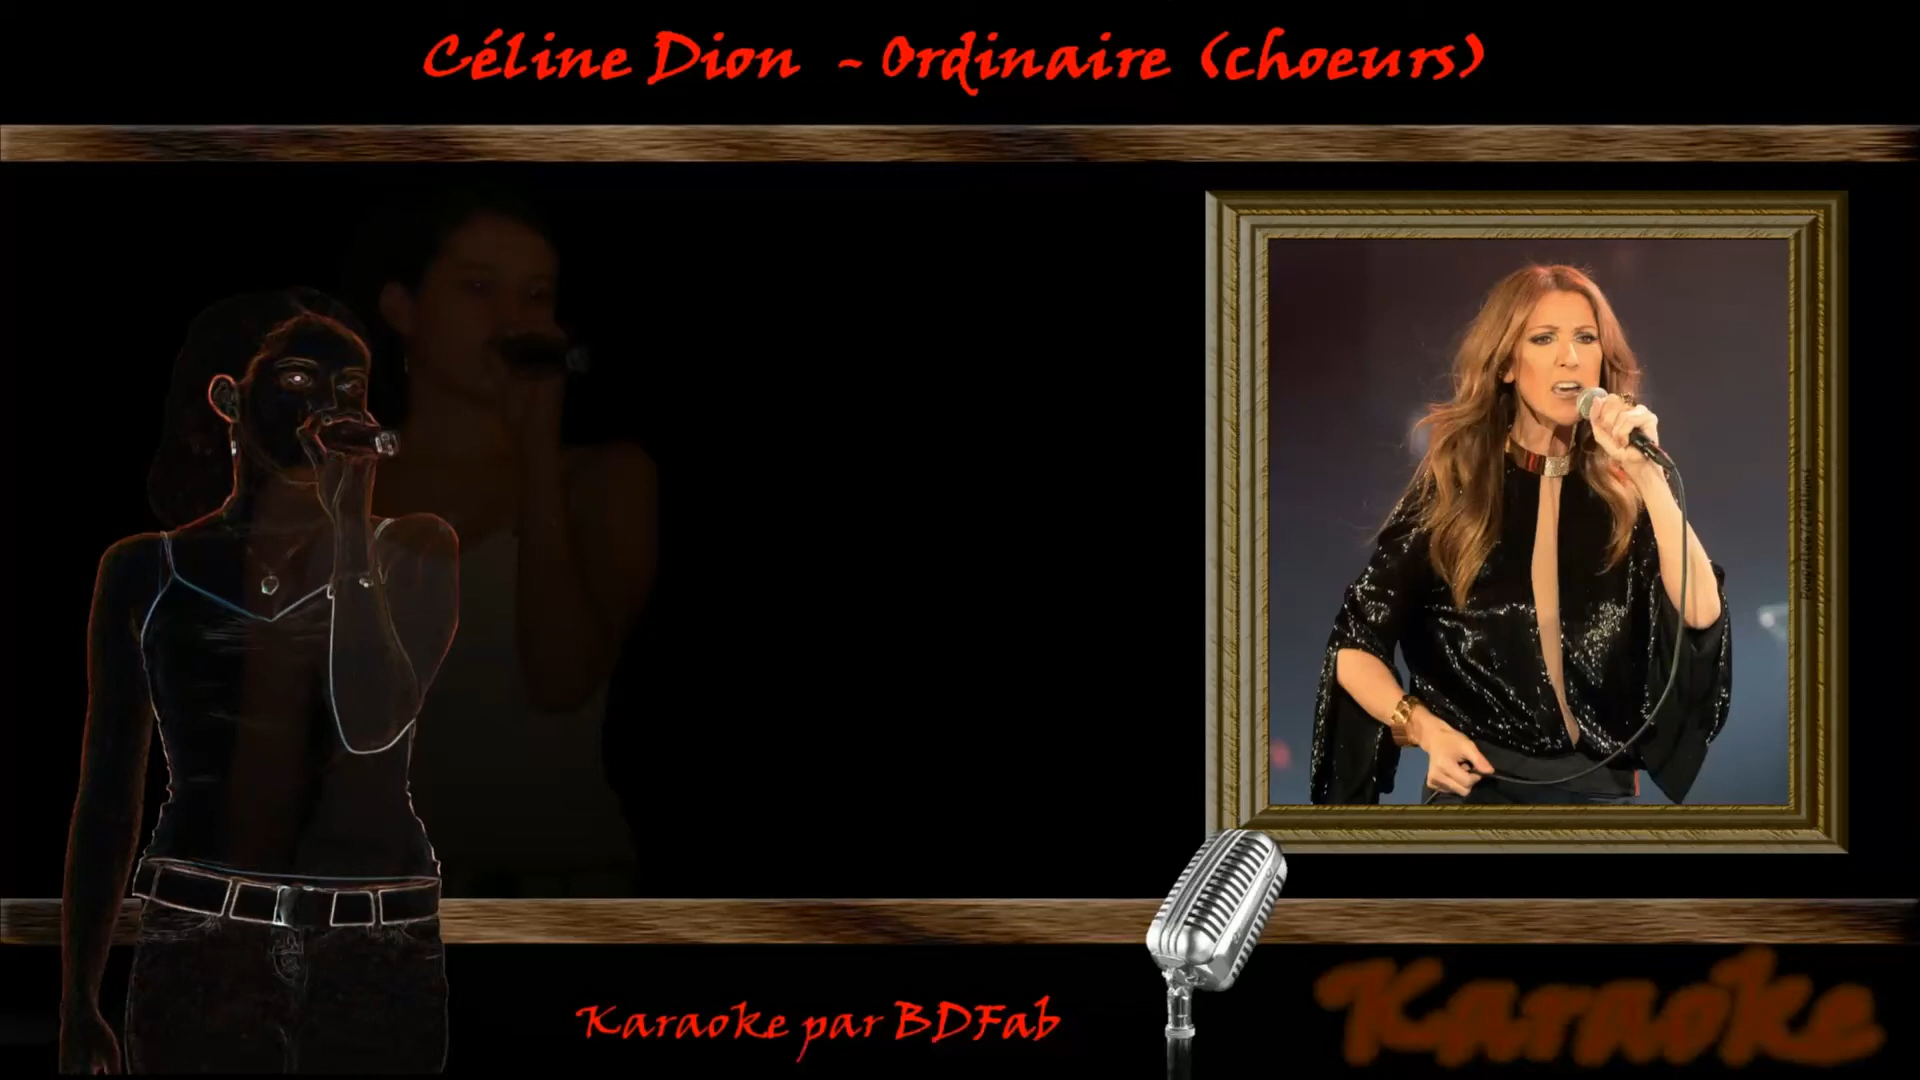 Céline Dion - Ordinaire (choeurs)
Karaoke par BDFab
Karaoke